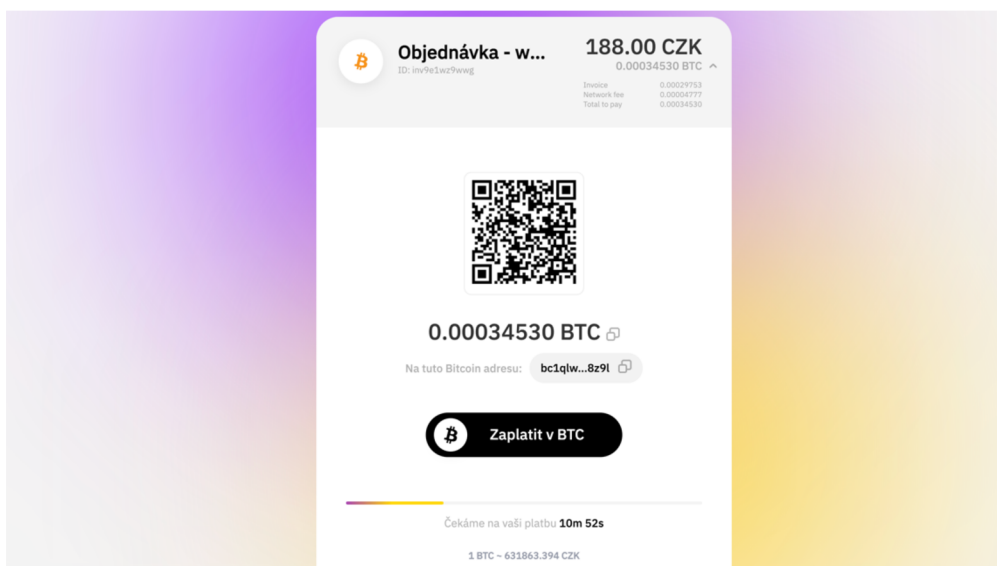 Objednávka - w...
ID: inv9e1wz9wwg
188.00 CZK
0.00034530 BTC
Invoice 0.00029753
Network fee 0.00004777
Total to pay 0.00034530
0.00034530 BTC
Na tuto Bitcoin adresu: bc1qlw...8z9l
Zaplatit v BTC
Čekáme na vaši platbu 10m 52s
1 BTC ~ 631863.394 CZK